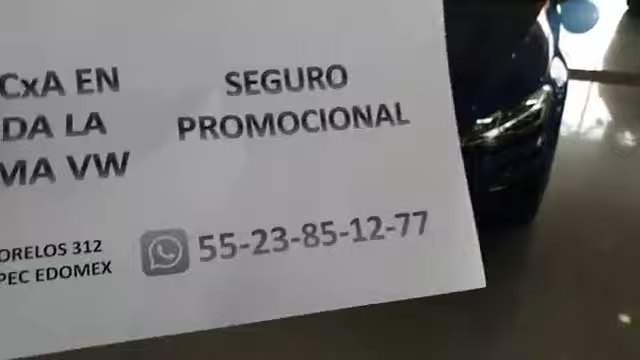 CxA EN
DA LA
MA VW
SEGURO
PROMOCIONAL
ORELOS 312
PEC EDOMEX
55-23-85-12-77